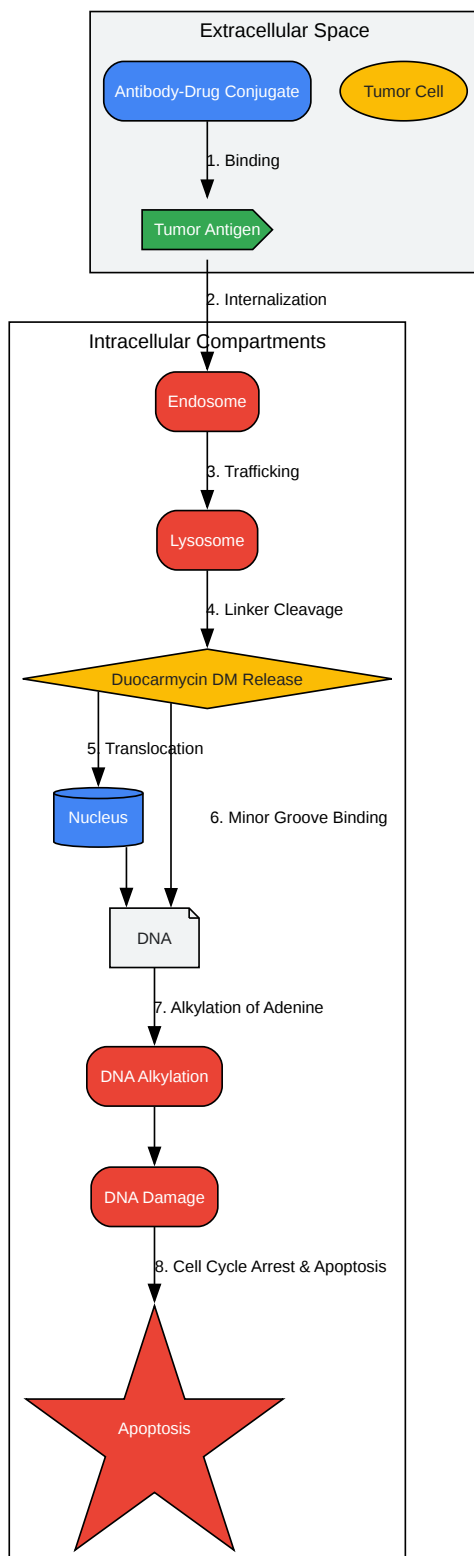 Extracellular Space
Antibody-Drug Conjugate
Tumor Cell
1. Binding
Tumor Antigen
2. Internalization
Intracellular Compartments
Endosome
3. Trafficking
Lysosome
4. Linker Cleavage
Duocarmycin DM Release
5. Translocation
Nucleus
6. Minor Groove Binding
DNA
7. Alkylation of Adenine
DNA Alkylation
DNA Damage
8. Cell Cycle Arrest & Apoptosis
Apoptosis